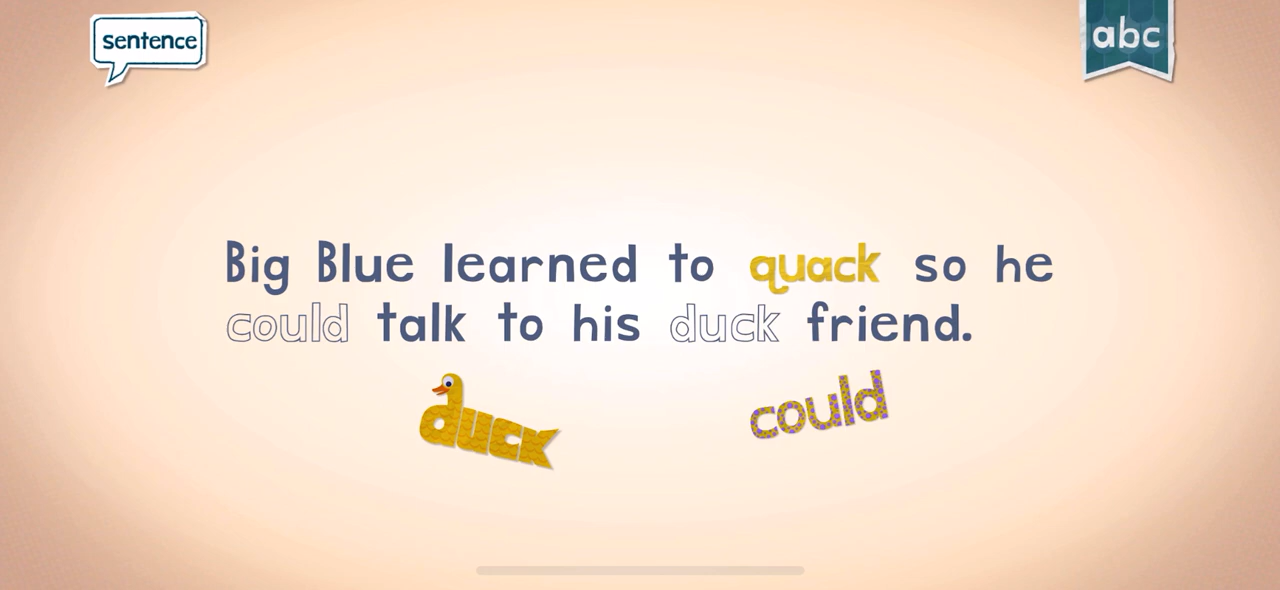 sentence
abc
Big Blue learned to quack so he
could talk to his duck friend.
duck
could